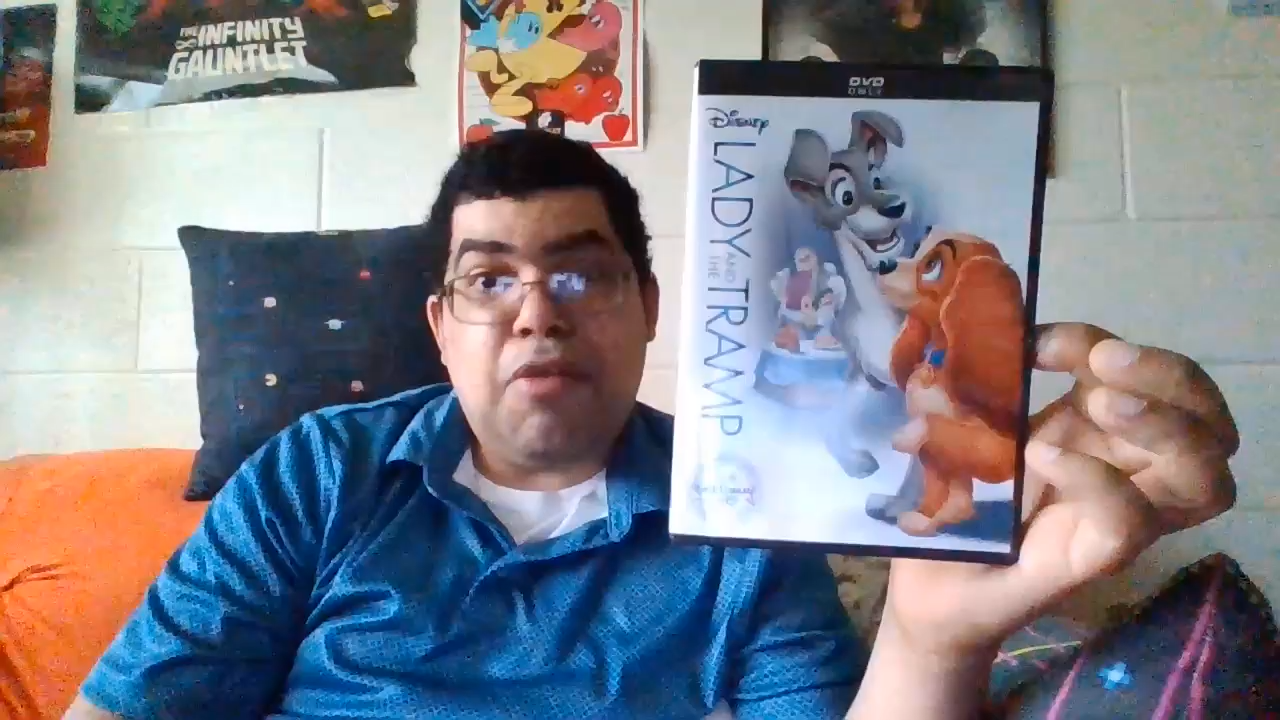 THE INFINITY
GAUNTLET
DVD
ONLY
Disney
LADY AND THE TRAMP